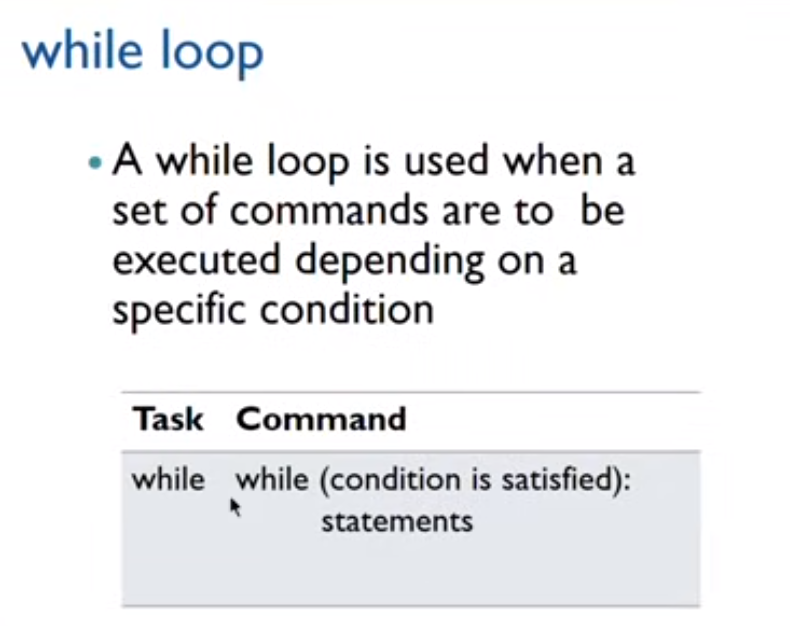 while loop
• A while loop is used when a
set of commands are to be
executed depending on a
specific condition
Task Command
while while (condition is satisfied):
statements